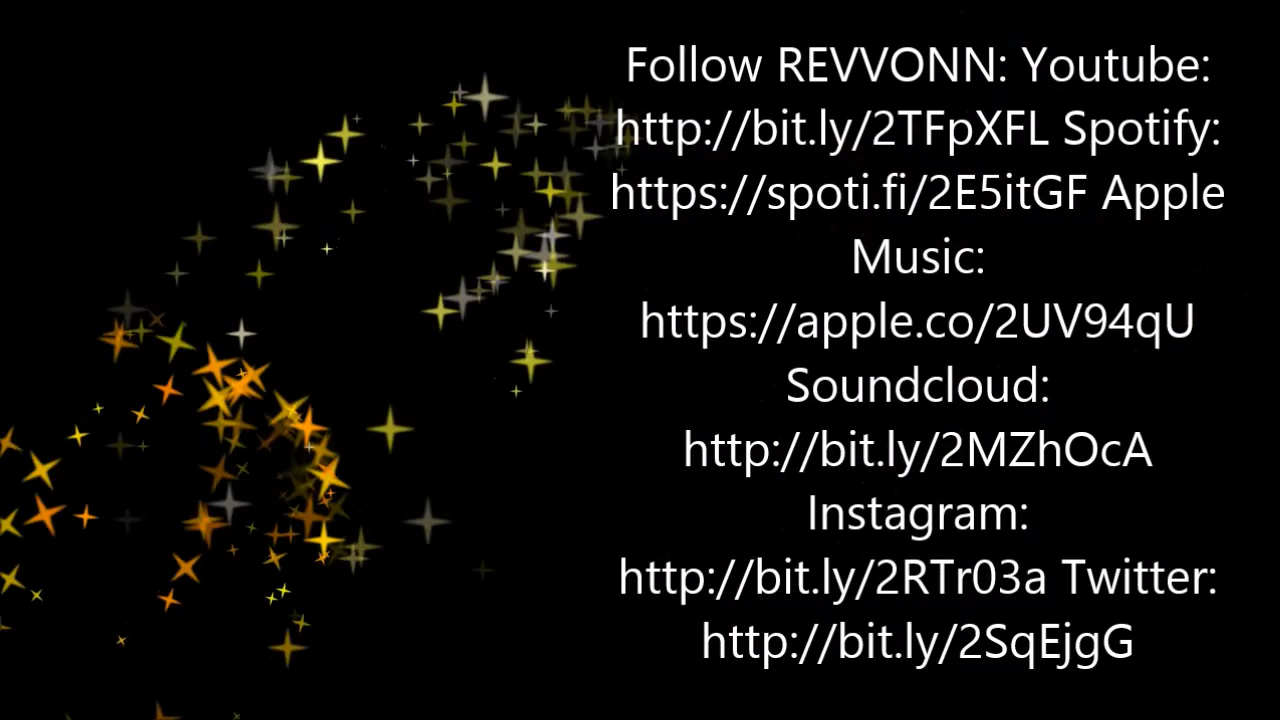 Follow REVVONN: Youtube:
http://bit.ly/2TFpXFL Spotify:
https://spoti.fi/2E5itGF Apple
Music:
https://apple.co/2UV94qU
Soundcloud:
http://bit.ly/2MZhOcA
Instagram:
http://bit.ly/2RTr03a Twitter:
http://bit.ly/2SqEjgG